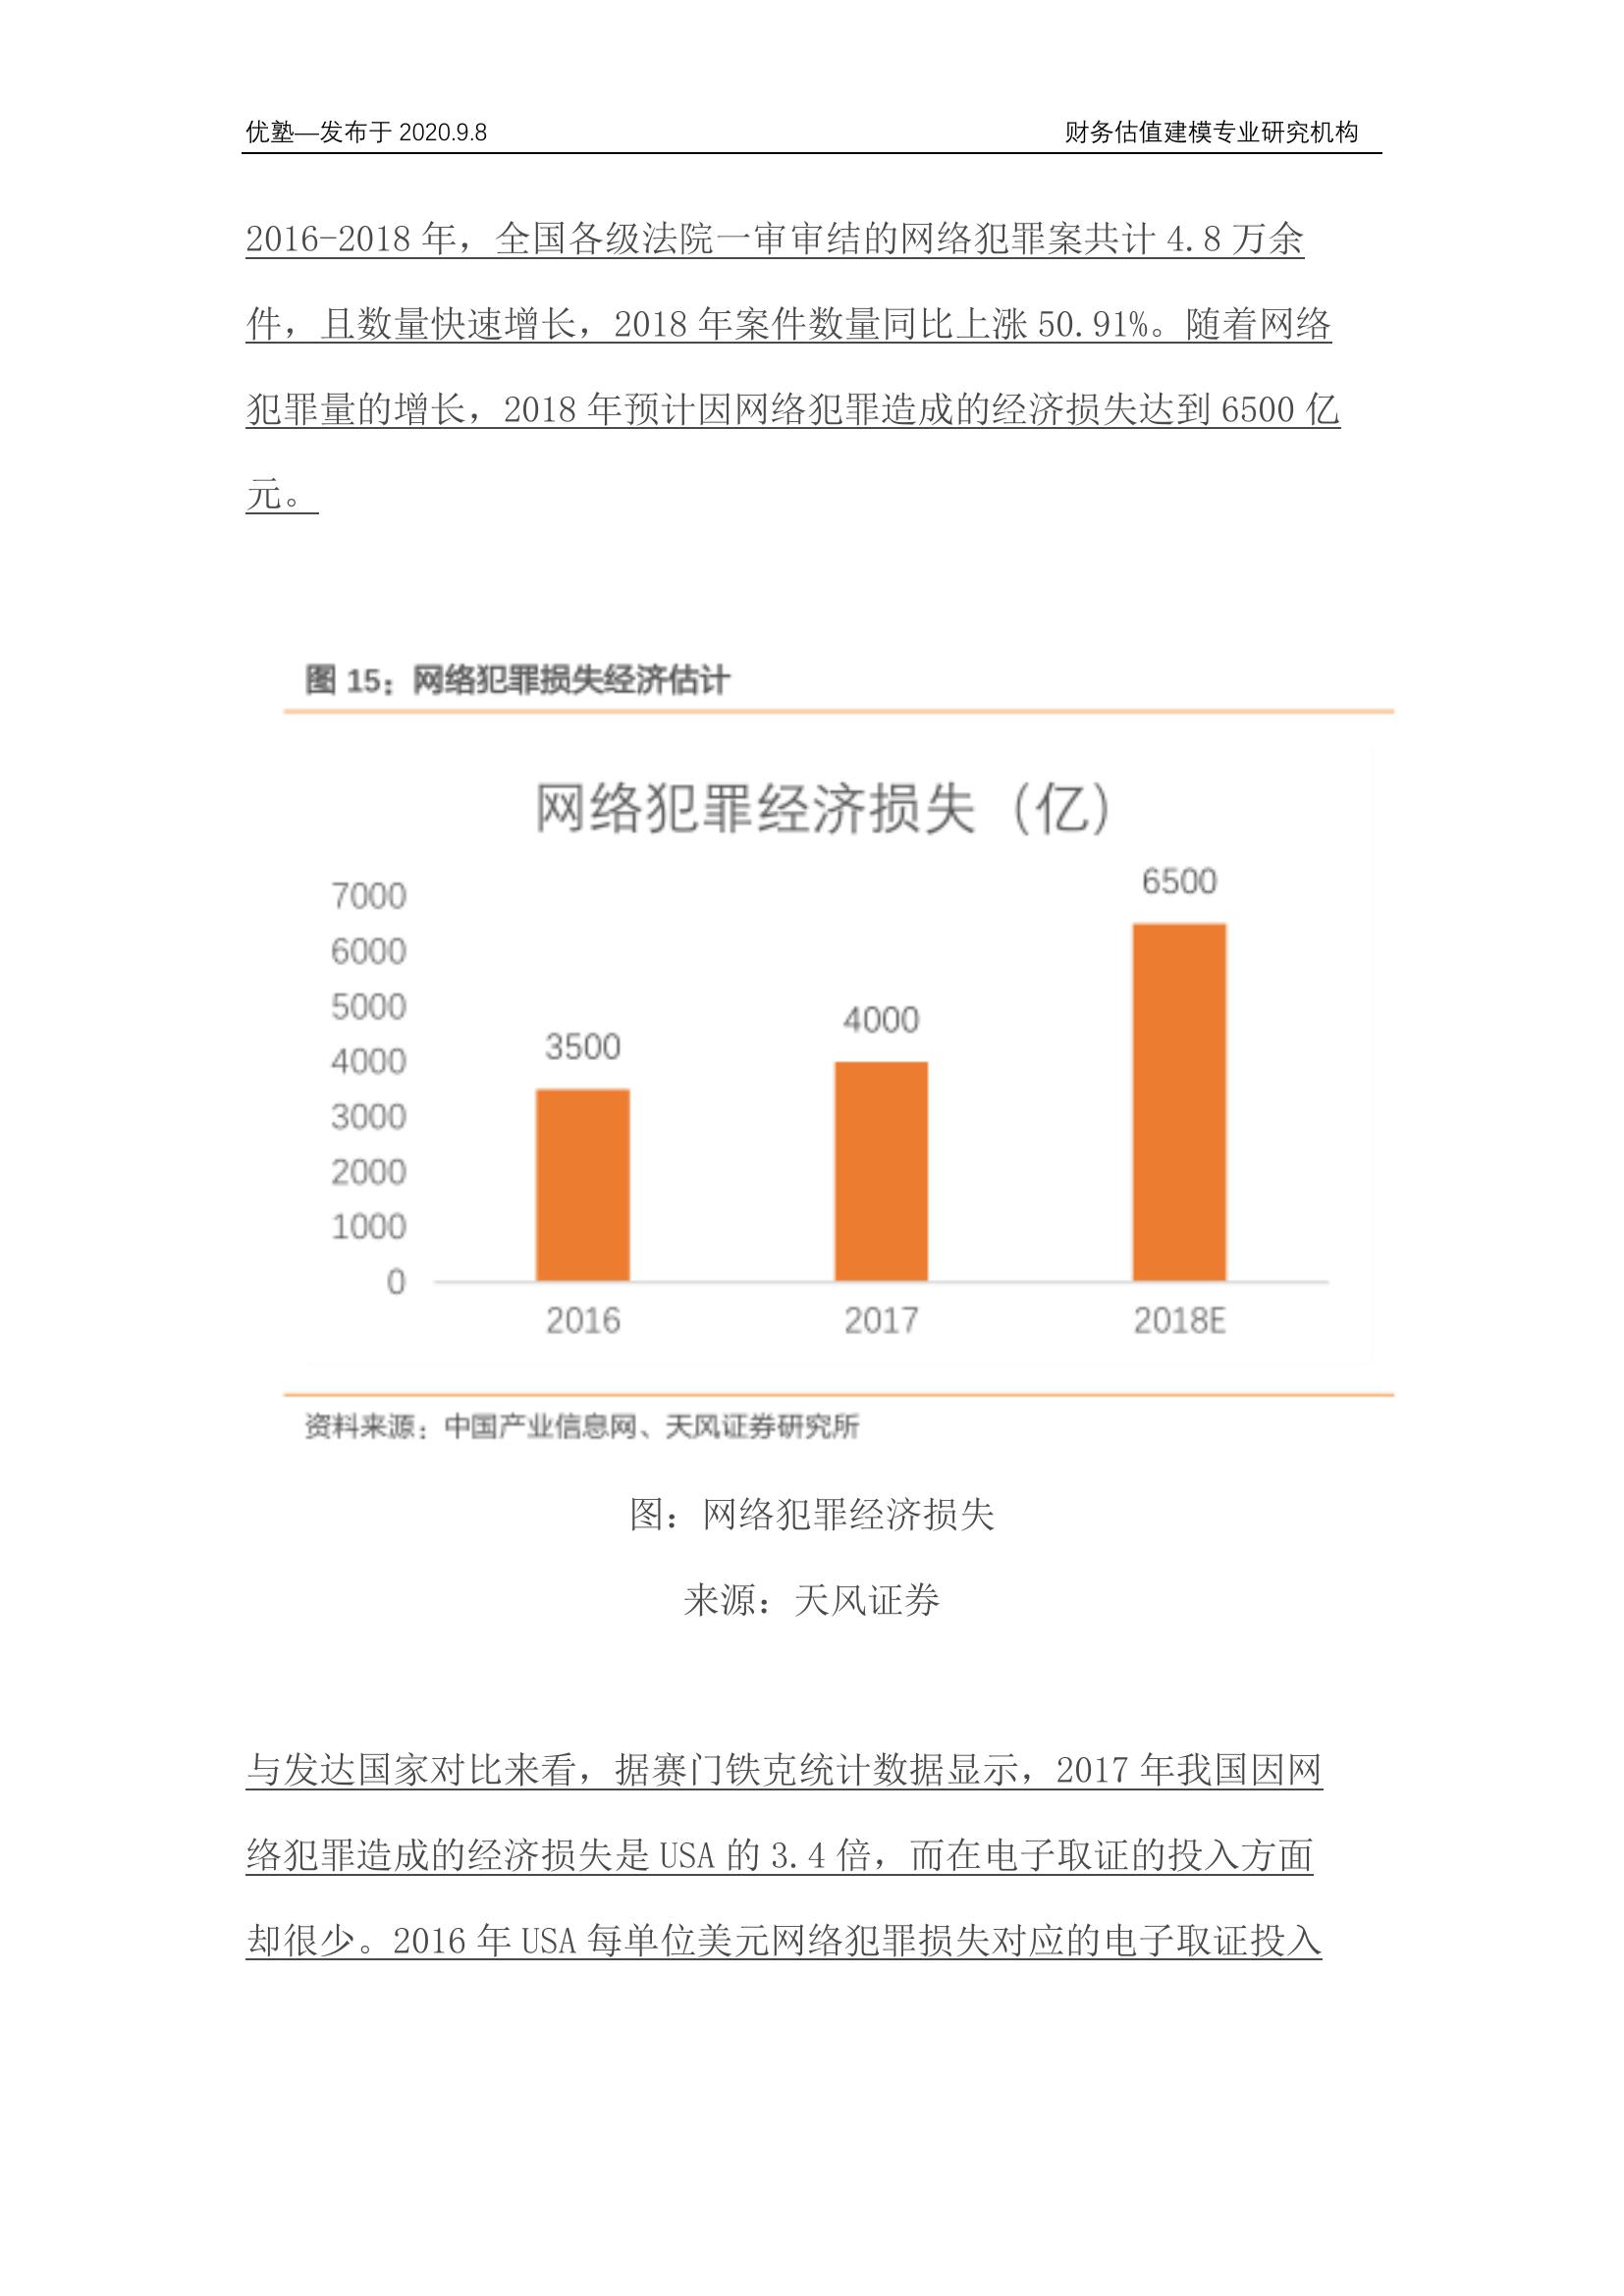 优塾—发布于 2020.9.8
财务估值建模专业研究机构
2016-2018 年，全国各级法院一审审结的网络犯罪案共计 4.8 万余
件，且数量快速增长，2018 年案件数量同比上涨 50.91%。随着网络
犯罪量的增长，2018 年预计因网络犯罪造成的经济损失达到 6500 亿
元。
图 15：网络犯罪损失经济估计
网络犯罪经济损失（亿）
7000
6000
5000
4000
3000
2000
1000
0
3500
4000
6500
2016
2017
2018E
资料来源：中国产业信息网、天风证券研究所
图：网络犯罪经济损失
来源：天风证券
与发达国家对比来看，据赛门铁克统计数据显示，2017 年我国因网
络犯罪造成的经济损失是 USA 的 3.4 倍，而在电子取证的投入方面
却很少。2016 年 USA 每单位美元网络犯罪损失对应的电子取证投入